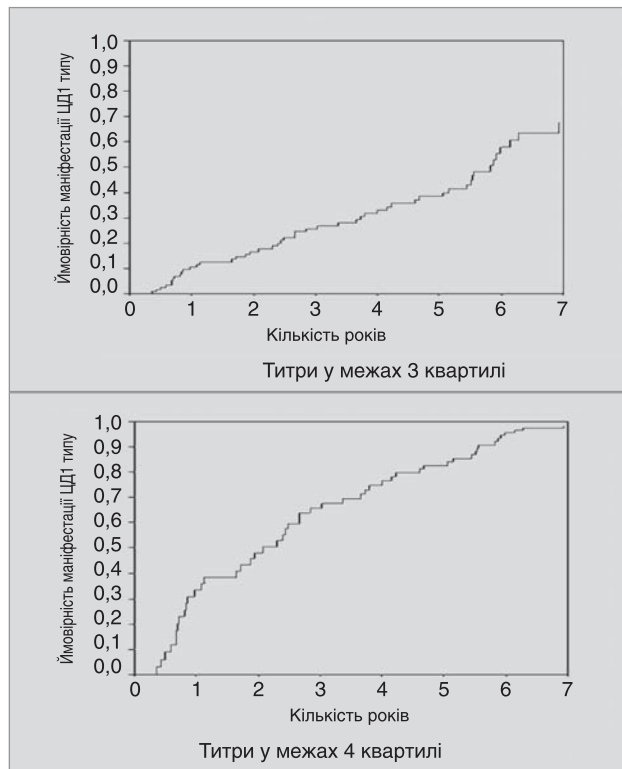 Ймовірність маніфестації ЦД1 типу
1,0
0,9
0,8
0,7
0,6
0,5
0,4
0,3
0,2
0,1
0,0
0 1 2 3 4 5 6 7
Кількість років
Титри у межах 3 квартилі
Ймовірність маніфестації ЦД1 типу
1,0
0,9
0,8
0,7
0,6
0,5
0,4
0,3
0,2
0,1
0,0
0 1 2 3 4 5 6 7
Кількість років
Титри у межах 4 квартилі